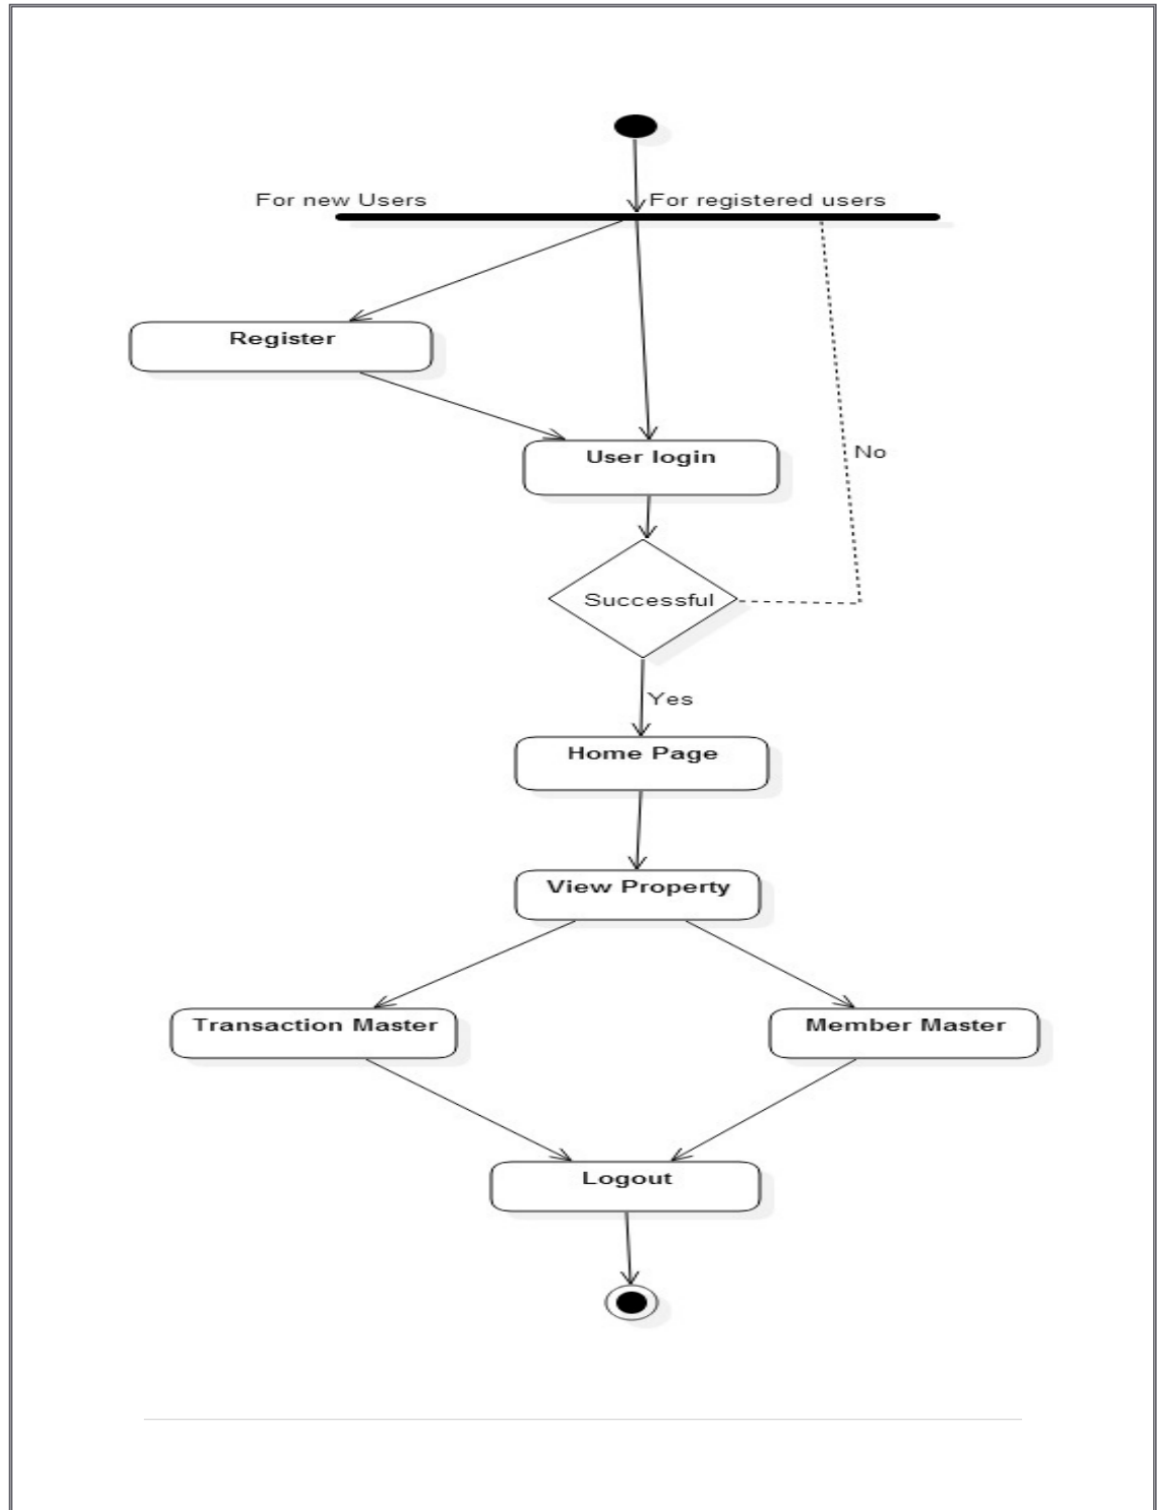 For new Users
For registered users
Register
User login
No
Successful
Yes
Home Page
View Property
Transaction Master
Member Master
Logout